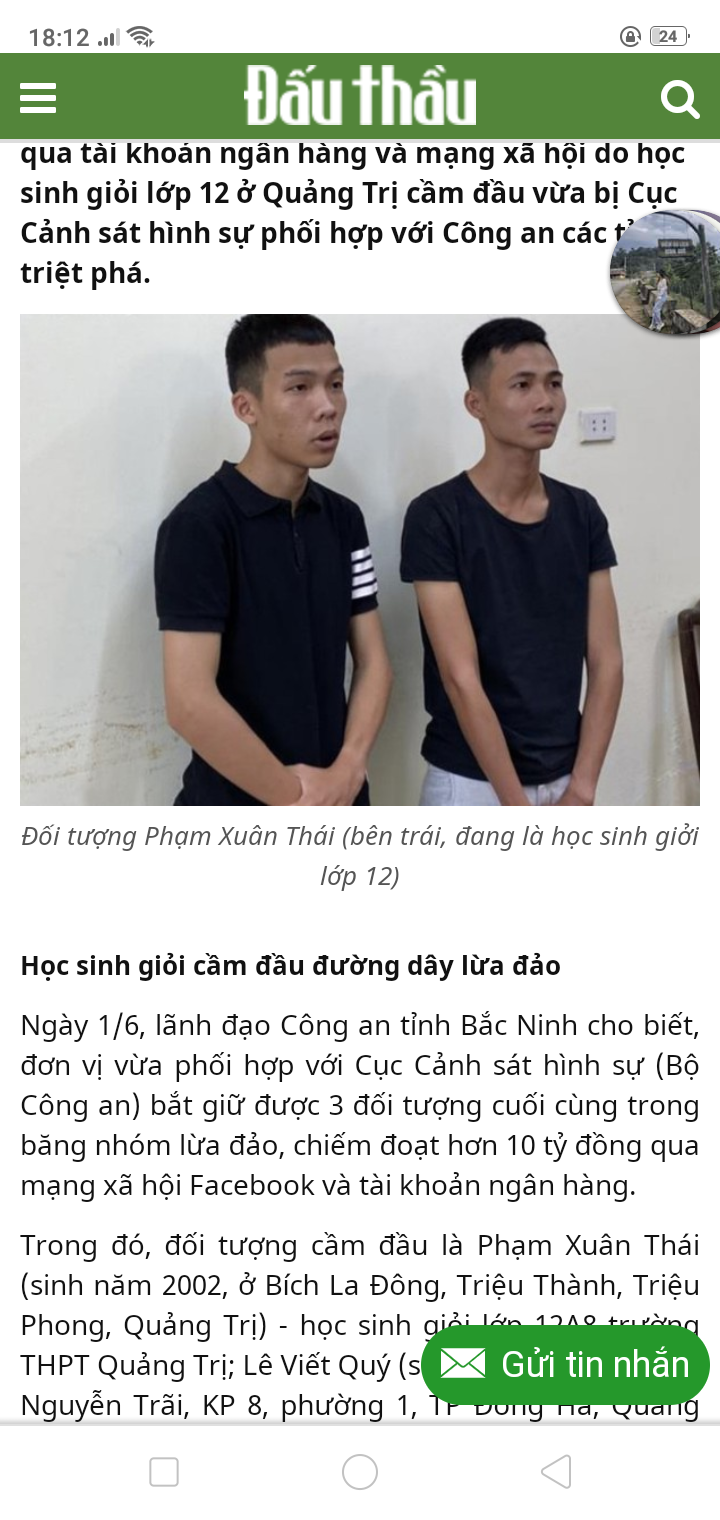 18:12
24
Đấu thầu
qua tài khoản ngân hàng và mạng xã hội do học
sinh giỏi lớp 12 ở Quảng Trị cầm đầu vừa bị Cục
Cảnh sát hình sự phối hợp với Công an các
triệt phá.
Đối tượng Phạm Xuân Thái (bên trái, đang là học sinh giởi
lớp 12)
Học sinh giỏi cầm đầu đường dây lừa đảo
Ngày 1/6, lãnh đạo Công an tỉnh Bắc Ninh cho biết,
đơn vị vừa phối hợp với Cục Cảnh sát hình sự (Bộ
Công an) bắt giữ được 3 đối tượng cuối cùng trong
băng nhóm lừa đảo, chiếm đoạt hơn 10 tỷ đồng qua
mạng xã hội Facebook và tài khoản ngân hàng.
Trong đó, đối tượng cầm đầu là Phạm Xuân Thái
(sinh năm 2002, ở Bích La Đông, Triệu Thành, Triệu
Phong, Quảng Trị) - học sinh giỏi lớp 12A8 trường
THPT Quảng Trị; Lê Viết Quý (s
Gửi tin nhắn
Nguyễn Trãi, KP 8, phường 1, TP Đông Hà, Quảng